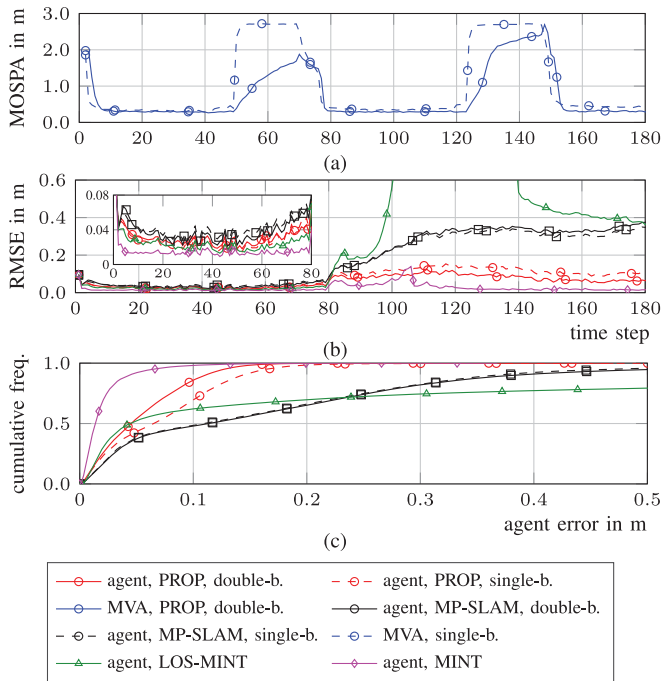 MOSPA in m
3.0
2.0
1.0
0.0
0 20 40 60 80 100 120 140 160 180
(a)
RMSE in m
0.6
0.4
0.2
0.0
0.08
0.04
0
0 20 40 60 80
0 20 40 60 80 100 120 140 160 180
time step
(b)
cumulative freq.
1.0
0.5
0.0
0 0.1 0.2 0.3 0.4 0.5
agent error in m
(c)
agent, PROP, double-b.
agent, PROP, single-b.
MVA, PROP, double-b.
agent, MP-SLAM, double-b.
agent, MP-SLAM, single-b.
MVA, single-b.
agent, LOS-MINT
agent, MINT